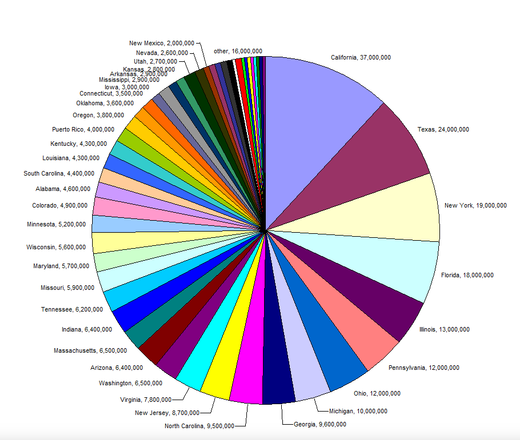 California, 37,000,000
Texas, 24,000,000
New York, 19,000,000
Florida, 18,000,000
Illinois, 13,000,000
Pennsylvania, 12,000,000
Ohio, 12,000,000
Michigan, 10,000,000
Georgia, 9,600,000
North Carolina, 9,500,000
New Jersey, 8,700,000
Virginia, 7,800,000
Washington, 6,500,000
Arizona, 6,400,000
Massachusetts, 6,500,000
Indiana, 6,400,000
Tennessee, 6,200,000
Missouri, 5,900,000
Maryland, 5,700,000
Wisconsin, 5,600,000
Minnesota, 5,200,000
Colorado, 4,900,000
Alabama, 4,600,000
South Carolina, 4,400,000
Louisiana, 4,300,000
Kentucky, 4,300,000
Puerto Rico, 4,000,000
Oregon, 3,800,000
Oklahoma, 3,600,000
Connecticut, 3,500,000
Iowa, 3,000,000
Mississippi, 2,900,000
Arkansas, 2,900,000
Kansas, 2,800,000
Utah, 2,700,000
Nevada, 2,600,000
New Mexico, 2,000,000
other, 16,000,000